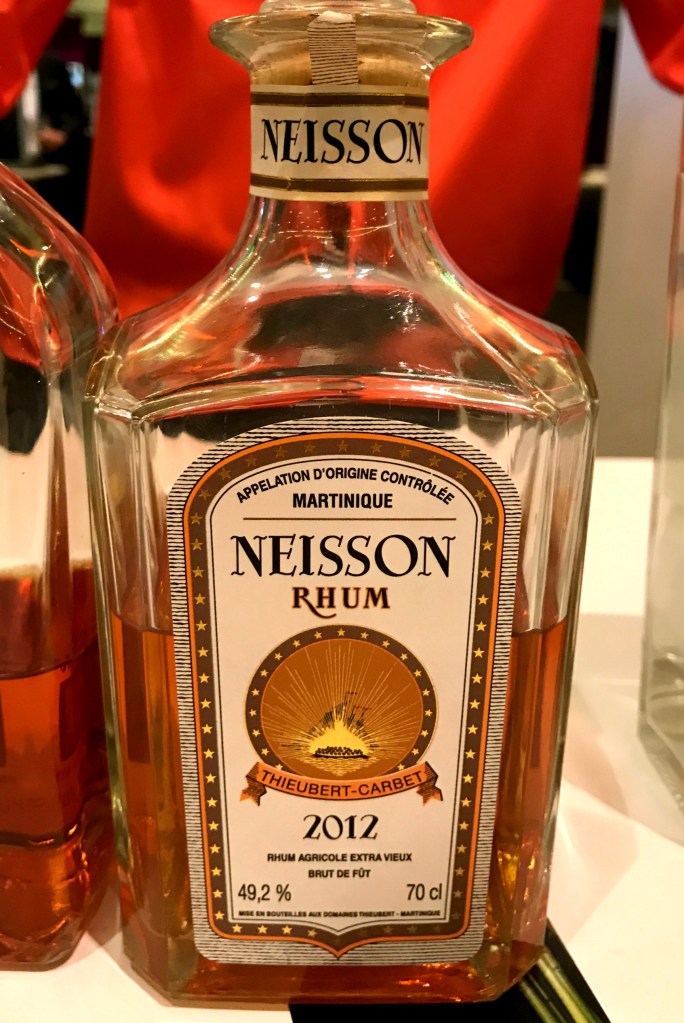 NEISSON
APPELATION D'ORIGINE CONTRÔLÉE
MARTINIQUE
NEISSON
RHUM
THIEUBERT-CARBET
2012
RHUM AGRICOLE EXTRA VIEUX
BRUT DE FÛT
49,2 % 70 cl
MISE EN BOUTEILLES AUX DOMAINES THIEUBERT - MARTINIQUE